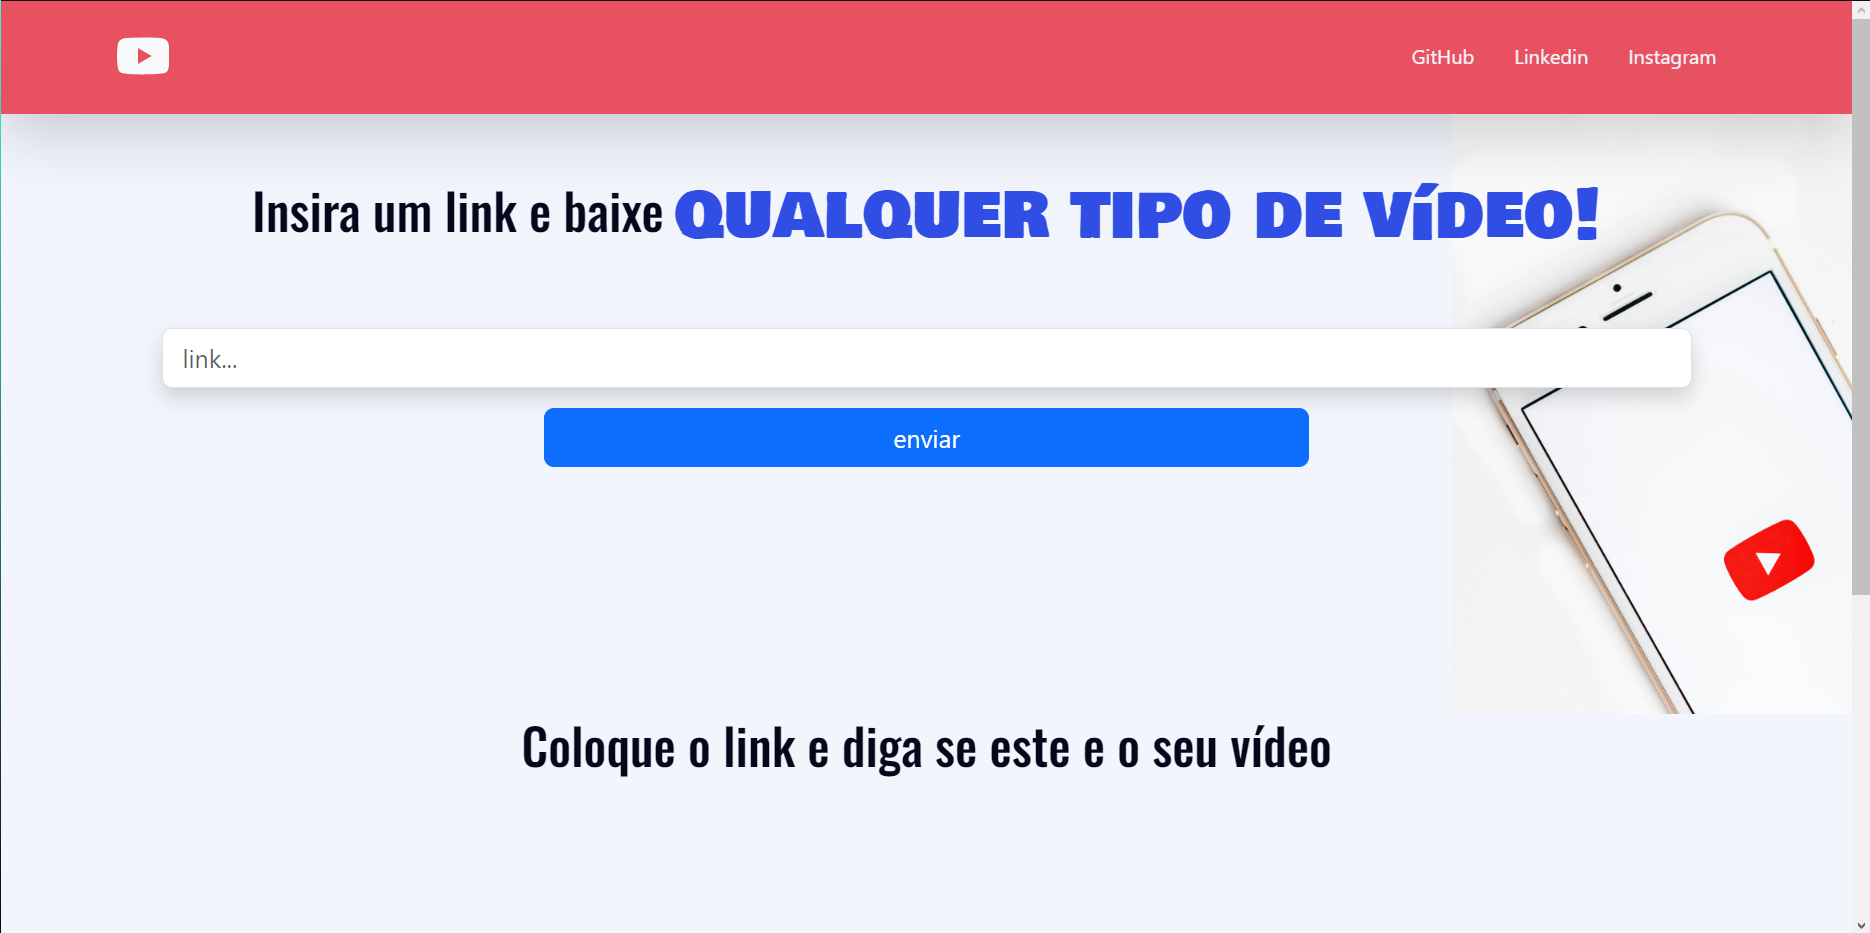 GitHub Linkedin Instagram
Insira um link e baixe QUALQUER TIPO DE VíDEO!
link...
enviar
Coloque o link e diga se este e o seu vídeo